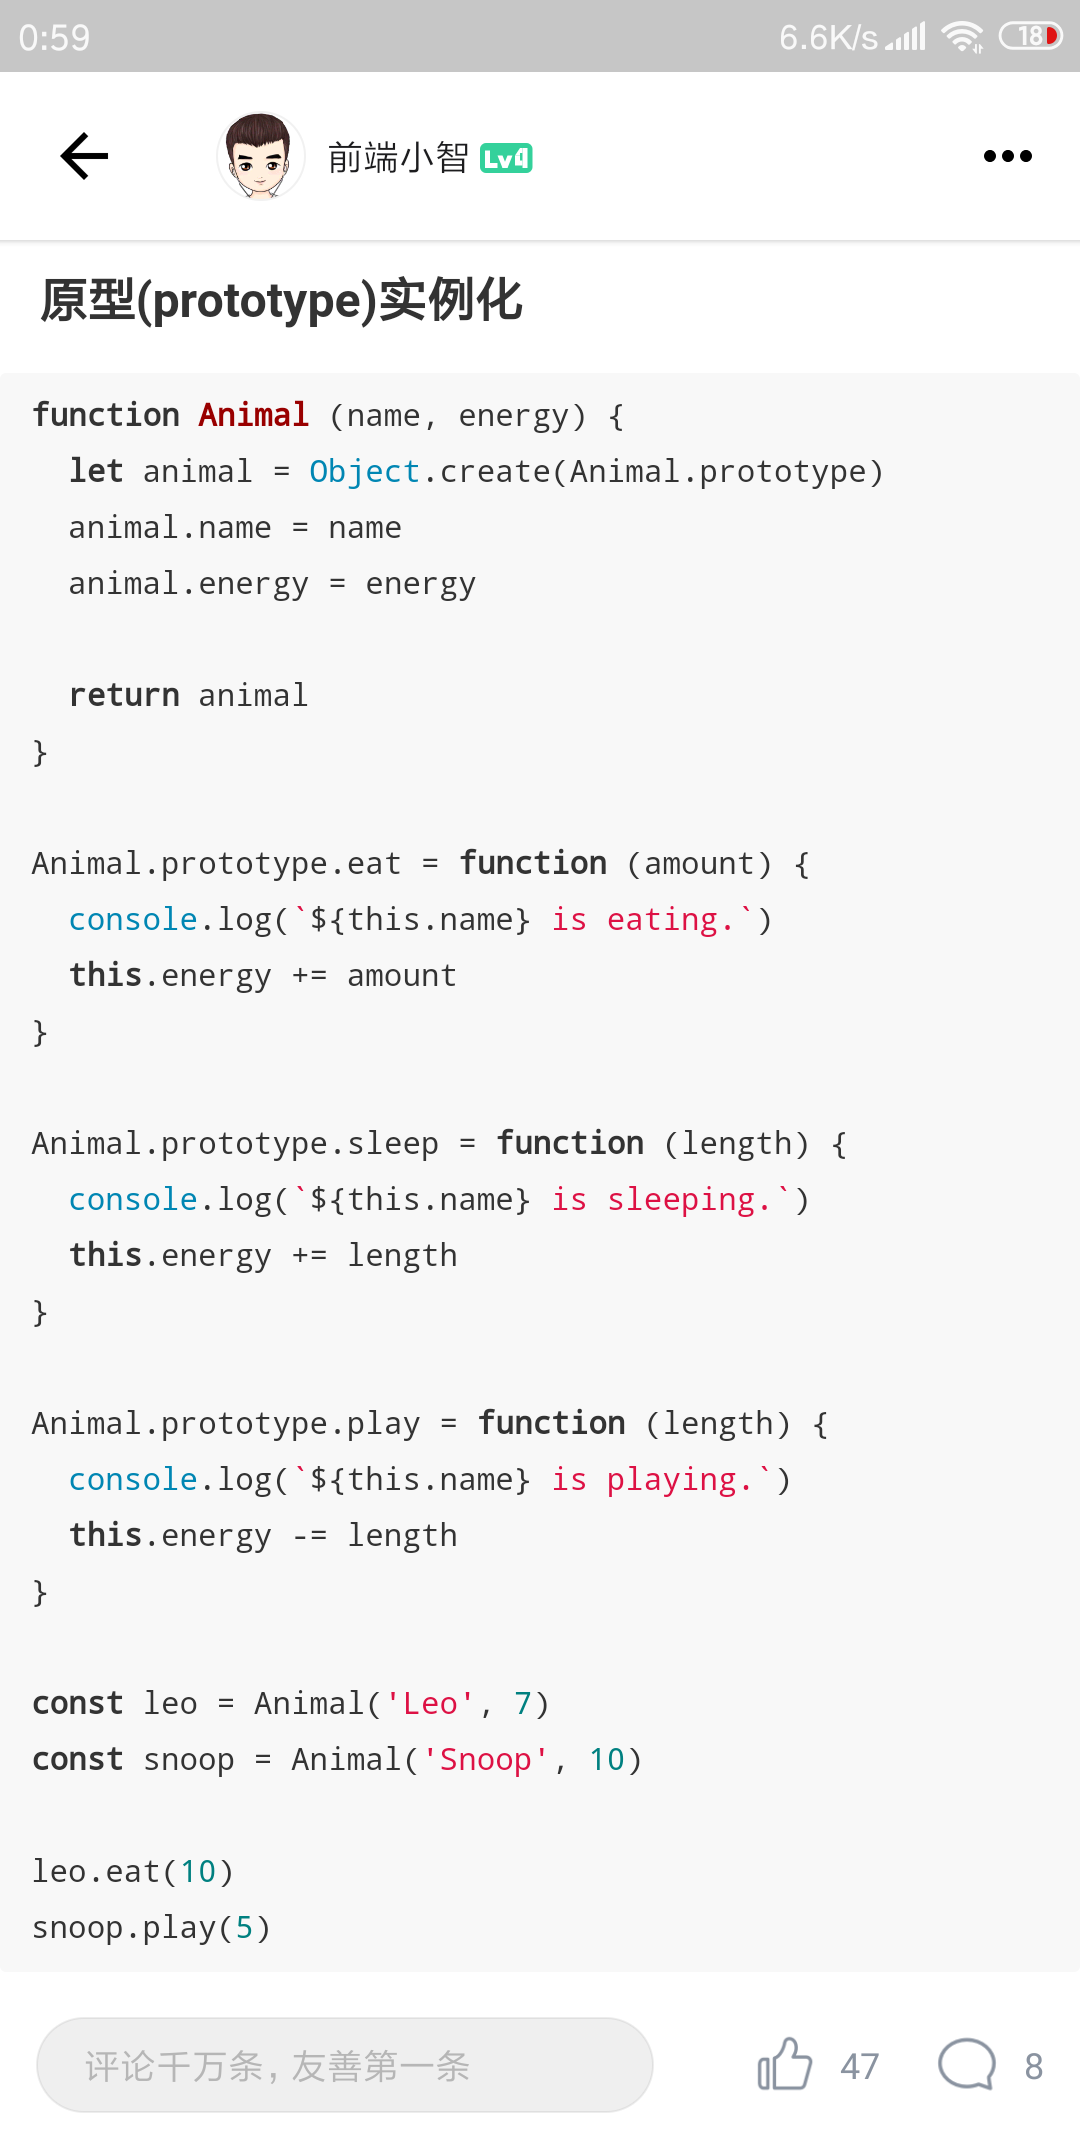 0:59
6.6K/s
18
前端小智 Lv4
原型(prototype)实例化
function Animal (name, energy) {
  let animal = Object.create(Animal.prototype)
  animal.name = name
  animal.energy = energy
  return animal
}
Animal.prototype.eat = function (amount) {
  console.log(`${this.name} is eating.`)
  this.energy += amount
}
Animal.prototype.sleep = function (length) {
  console.log(`${this.name} is sleeping.`)
  this.energy += length
}
Animal.prototype.play = function (length) {
  console.log(`${this.name} is playing.`)
  this.energy -= length
}
const leo = Animal('Leo', 7)
const snoop = Animal('Snoop', 10)
leo.eat(10)
snoop.play(5)
评论千万条, 友善第一条
47
8